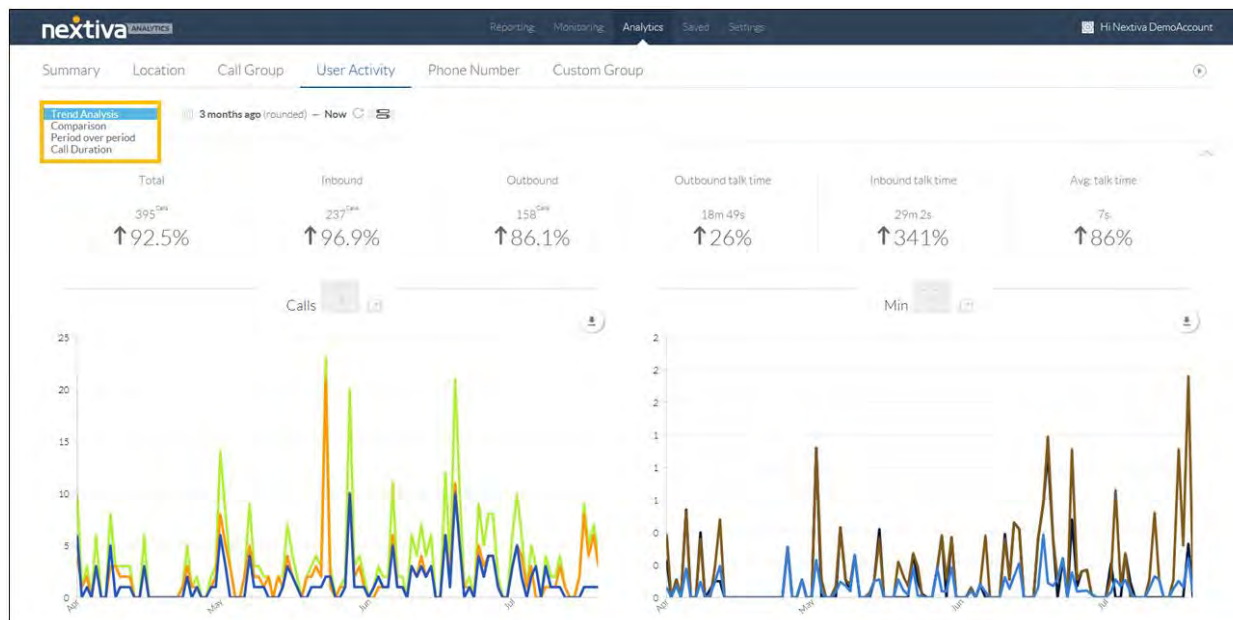 nextiva ANALYTICS
Reporting Monitoring Analytics Saved Settings
Hi Nextiva DemoAccount
Summary Location Call Group User Activity Phone Number Custom Group
Trend Analysis
Comparison
Period over period
Call Duration
3 months ago (rounded) – Now
Total Inbound Outbound Outbound talk time Inbound talk time Avg. talk time
395 Calls 237 Calls 158 Calls 18m 49s 29m 2s 7s
↑92.5% ↑96.9% ↑86.1% ↑26% ↑341% ↑86%
Calls
25
20
15
10
5
0
Apr May Jun Jul
Min
2
2
2
1
1
1
0
0
0
Apr May Jun Jul